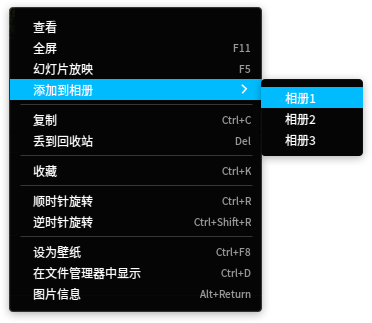 查看
全屏 F11
幻灯片放映 F5
添加到相册
相册1
相册2
相册3
复制 Ctrl+C
丢到回收站 Del
收藏 Ctrl+K
顺时针旋转 Ctrl+R
逆时针旋转 Ctrl+Shift+R
设为壁纸 Ctrl+F8
在文件管理器中显示 Ctrl+D
图片信息 Alt+Return